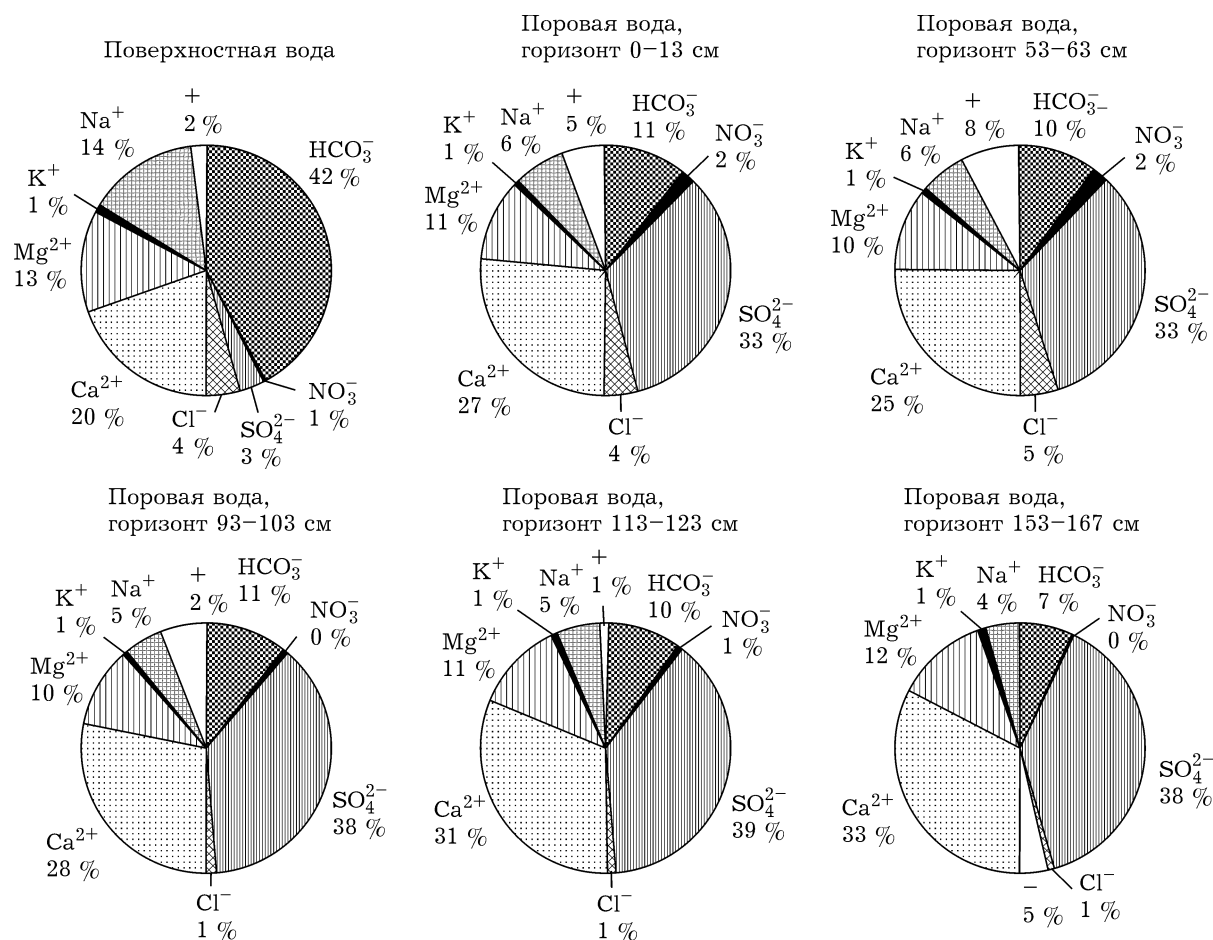 Поверхностная вода
+
2 %
Na⁺
14 %
HCO₃⁻
42 %
K⁺
1 %
Mg²⁺
13 %
Ca²⁺
20 %
Cl⁻
4 %
SO₄²⁻
3 %
NO₃⁻
1 %
Поровая вода,
горизонт 0–13 см
K⁺
1 %
Na⁺
6 %
+
5 %
HCO₃⁻
11 %
NO₃⁻
2 %
Mg²⁺
11 %
SO₄²⁻
33 %
Ca²⁺
27 %
Cl⁻
4 %
Поровая вода,
горизонт 53–63 см
K⁺
1 %
Na⁺
6 %
+
8 %
HCO₃⁻₋
10 %
NO₃⁻
2 %
Mg²⁺
10 %
SO₄²⁻
33 %
Ca²⁺
25 %
Cl⁻
5 %
Поровая вода,
горизонт 93–103 см
K⁺
1 %
Na⁺
5 %
+
2 %
HCO₃⁻
11 %
NO₃⁻
0 %
Mg²⁺
10 %
SO₄²⁻
38 %
Ca²⁺
28 %
Cl⁻
1 %
Поровая вода,
горизонт 113–123 см
K⁺
1 %
Na⁺
5 %
+
1 %
HCO₃⁻
10 %
NO₃⁻
1 %
Mg²⁺
11 %
SO₄²⁻
39 %
Ca²⁺
31 %
Cl⁻
1 %
Поровая вода,
горизонт 153–167 см
K⁺
1 %
Na⁺
4 %
HCO₃⁻
7 %
NO₃⁻
0 %
Mg²⁺
12 %
SO₄²⁻
38 %
Ca²⁺
33 %
–
5 %
Cl⁻
1 %